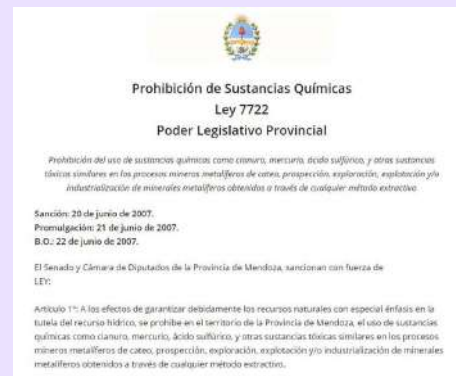 Prohibición de Sustancias Químicas
Ley 7722
Poder Legislativo Provincial
Prohibición del uso de sustancias químicas como cianuro, mercurio, ácido sulfúrico, y otras sustancias
tóxicas similares en los procesos mineros metalíferos de cateo, prospección, exploración, explotación y/o
industrialización de minerales metalíferos obtenidos a través de cualquier método extractivo
Sanción: 20 de junio de 2007.
Promulgación: 21 de junio de 2007.
B.O.: 22 de junio de 2007.
El Senado y Cámara de Diputados de la Provincia de Mendoza, sancionan con fuerza de
LEY:
Artículo 1º: A los efectos de garantizar debidamente los recursos naturales con especial énfasis en la
tutela del recurso hídrico, se prohíbe en el territorio de la Provincia de Mendoza, el uso de sustancias
químicas como cianuro, mercurio, ácido sulfúrico, y otras sustancias tóxicas similares en los procesos
mineros metalíferos de cateo, prospección, exploración, explotación y/o industrialización de minerales
metalíferos obtenidos a través de cualquier método extractivo.